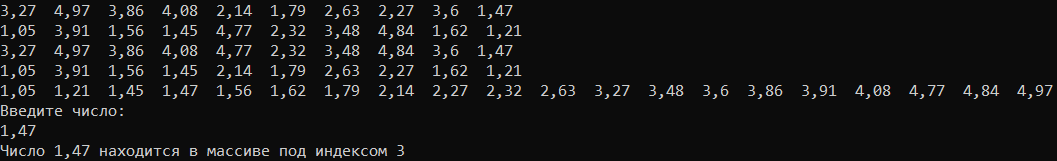 3,27 4,97 3,86 4,08 2,14 1,79 2,63 2,27 3,6 1,47
1,05 3,91 1,56 1,45 4,77 2,32 3,48 4,84 1,62 1,21
3,27 4,97 3,86 4,08 4,77 2,32 3,48 4,84 3,6 1,47
1,05 3,91 1,56 1,45 2,14 1,79 2,63 2,27 1,62 1,21
1,05 1,21 1,45 1,47 1,56 1,62 1,79 2,14 2,27 2,32 2,63 3,27 3,48 3,6 3,86 3,91 4,08 4,77 4,84 4,97
Введите число:
1,47
Число 1,47 находится в массиве под индексом 3